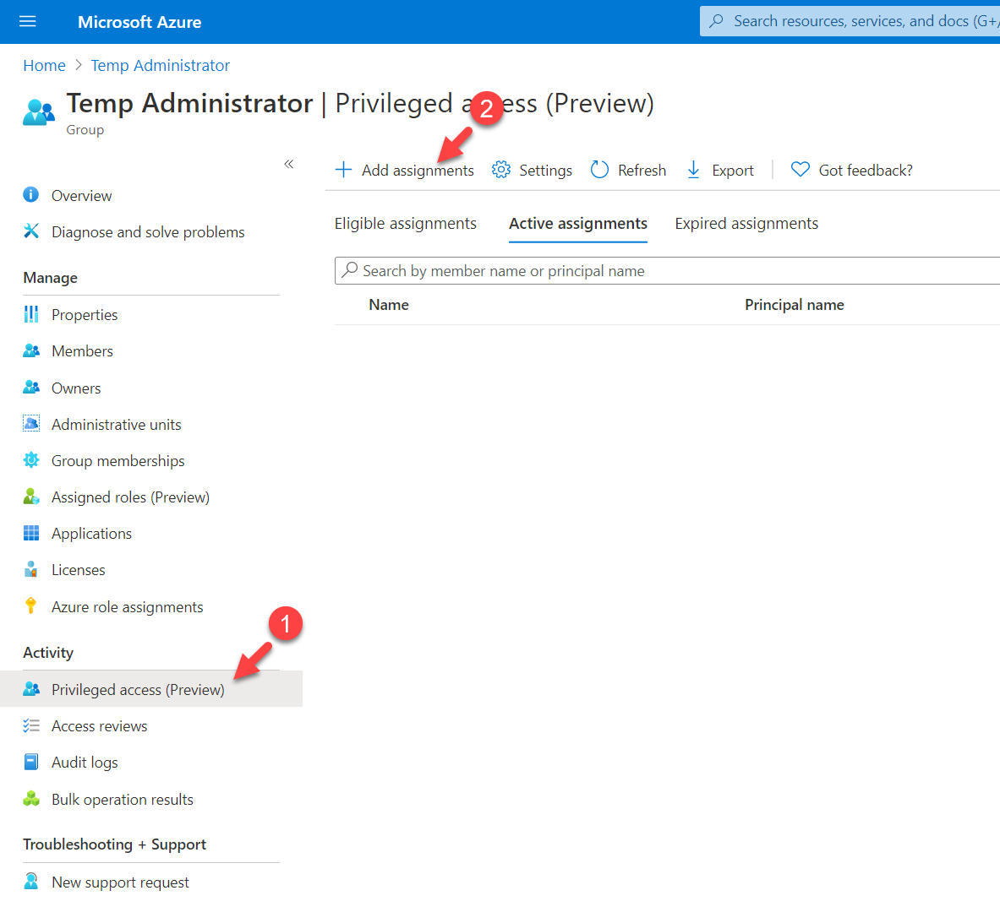 Microsoft Azure
Search resources, services, and docs (G+/
Home > Temp Administrator
Temp Administrator | Privileged a ess (Preview)
Group
2
«
Add assignments Settings Refresh Export Got feedback?
Overview
Diagnose and solve problems
Eligible assignments Active assignments Expired assignments
Search by member name or principal name
Name Principal name
Manage
Properties
Members
Owners
Administrative units
Group memberships
Assigned roles (Preview)
Applications
Licenses
Azure role assignments
1
Activity
Privileged access (Preview)
Access reviews
Audit logs
Bulk operation results
Troubleshooting + Support
New support request